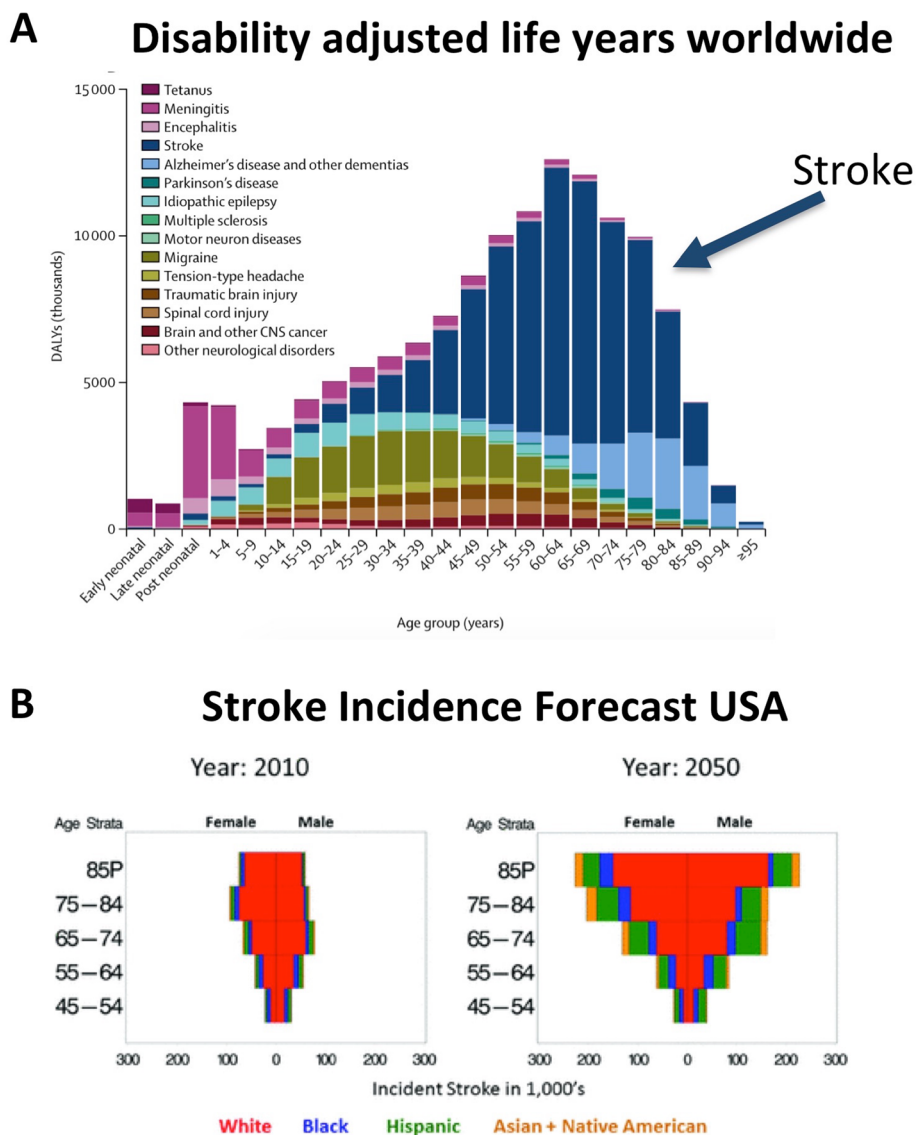 A
Disability adjusted life years worldwide
15 000
10 000
5000
0
DALYs (thousands)
Tetanus
Meningitis
Encephalitis
Stroke
Alzheimer's disease and other dementias
Parkinson's disease
Idiopathic epilepsy
Multiple sclerosis
Motor neuron diseases
Migraine
Tension-type headache
Traumatic brain injury
Spinal cord injury
Brain and other CNS cancer
Other neurological disorders
Stroke
Early neonatal
Late neonatal
Post neonatal
1–4
5–9
10–14
15–19
20–24
25–29
30–34
35–39
40–44
45–49
50–54
55–59
60–64
65–69
70–74
75–79
80–84
85–89
90–94
≥95
Age group (years)
B
Stroke Incidence Forecast USA
Year: 2010
Age Strata Female Male
85P
75–84
65–74
55–64
45–54
300 200 100 0 100 200 300
Year: 2050
Age Strata Female Male
85P
75–84
65–74
55–64
45–54
300 200 100 0 100 200 300
Incident Stroke in 1,000's
White Black Hispanic Asian + Native American